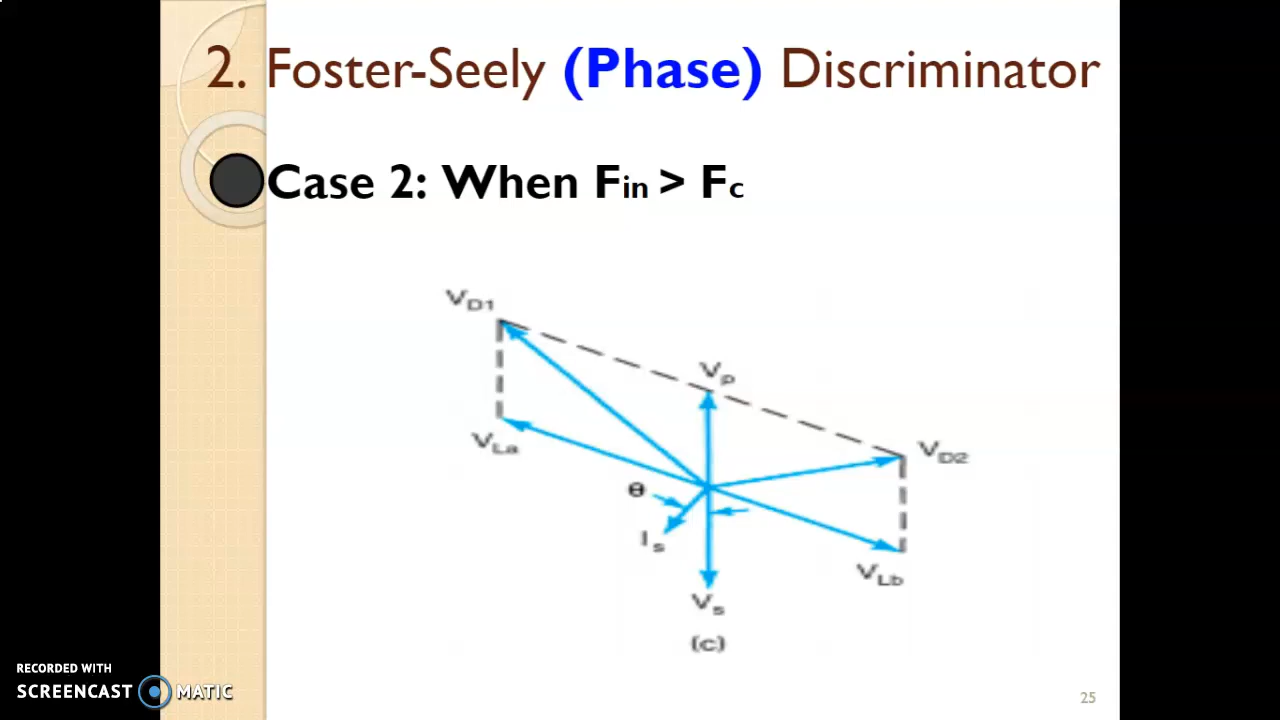 2. Foster-Seely (Phase) Discriminator
Case 2: When Fin > Fc
VD1
Vp
VD2
VLa
θ
Is
VLb
Vs
(c)
RECORDED WITH
SCREENCAST MATIC
25